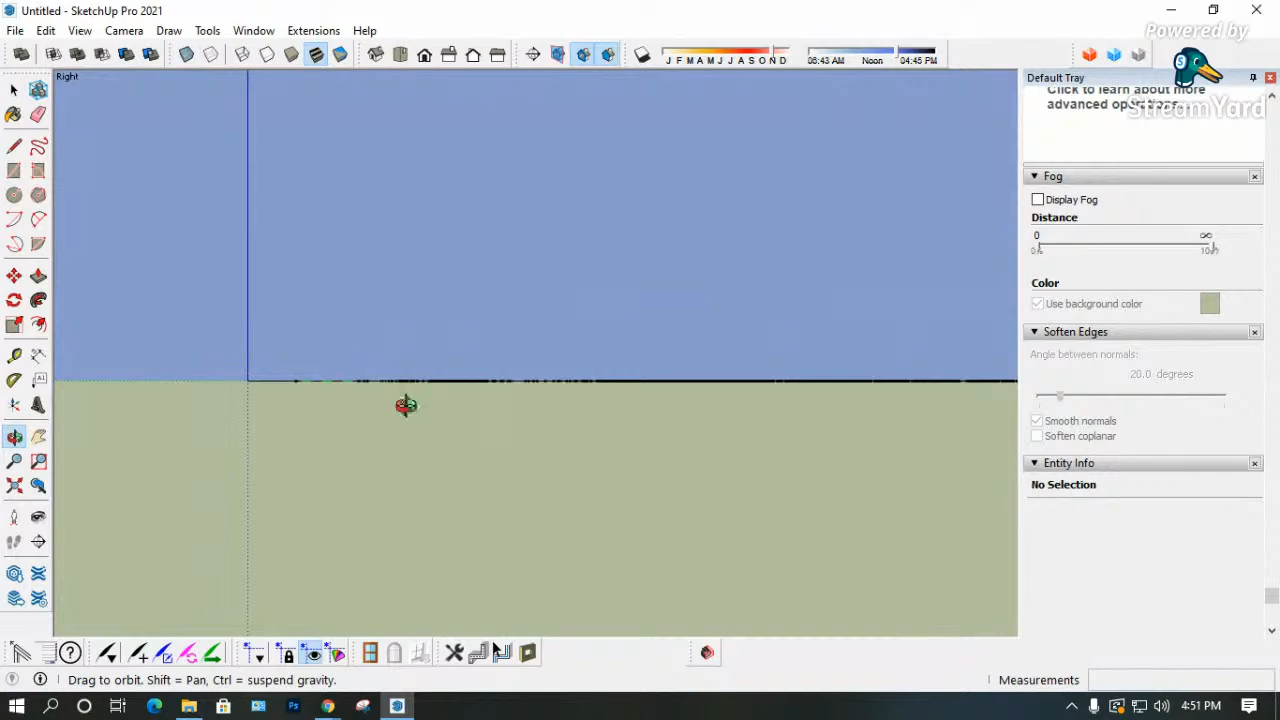 Untitled - SketchUp Pro 2021
File Edit View Camera Draw Tools Window Extensions Help
Powered by
StreamYard
J F M A M J J A S O N D
06:43 AM Noon 04:45 PM
Right
Default Tray
Click to learn about more
advanced operations...
Fog
Display Fog
Distance
0 ∞
0%
Color
Use background color
Soften Edges
Angle between normals:
20.0 degrees
Smooth normals
Soften coplanar
Entity Info
No Selection
Drag to orbit. Shift = Pan, Ctrl = suspend gravity.
Measurements
4:51 PM